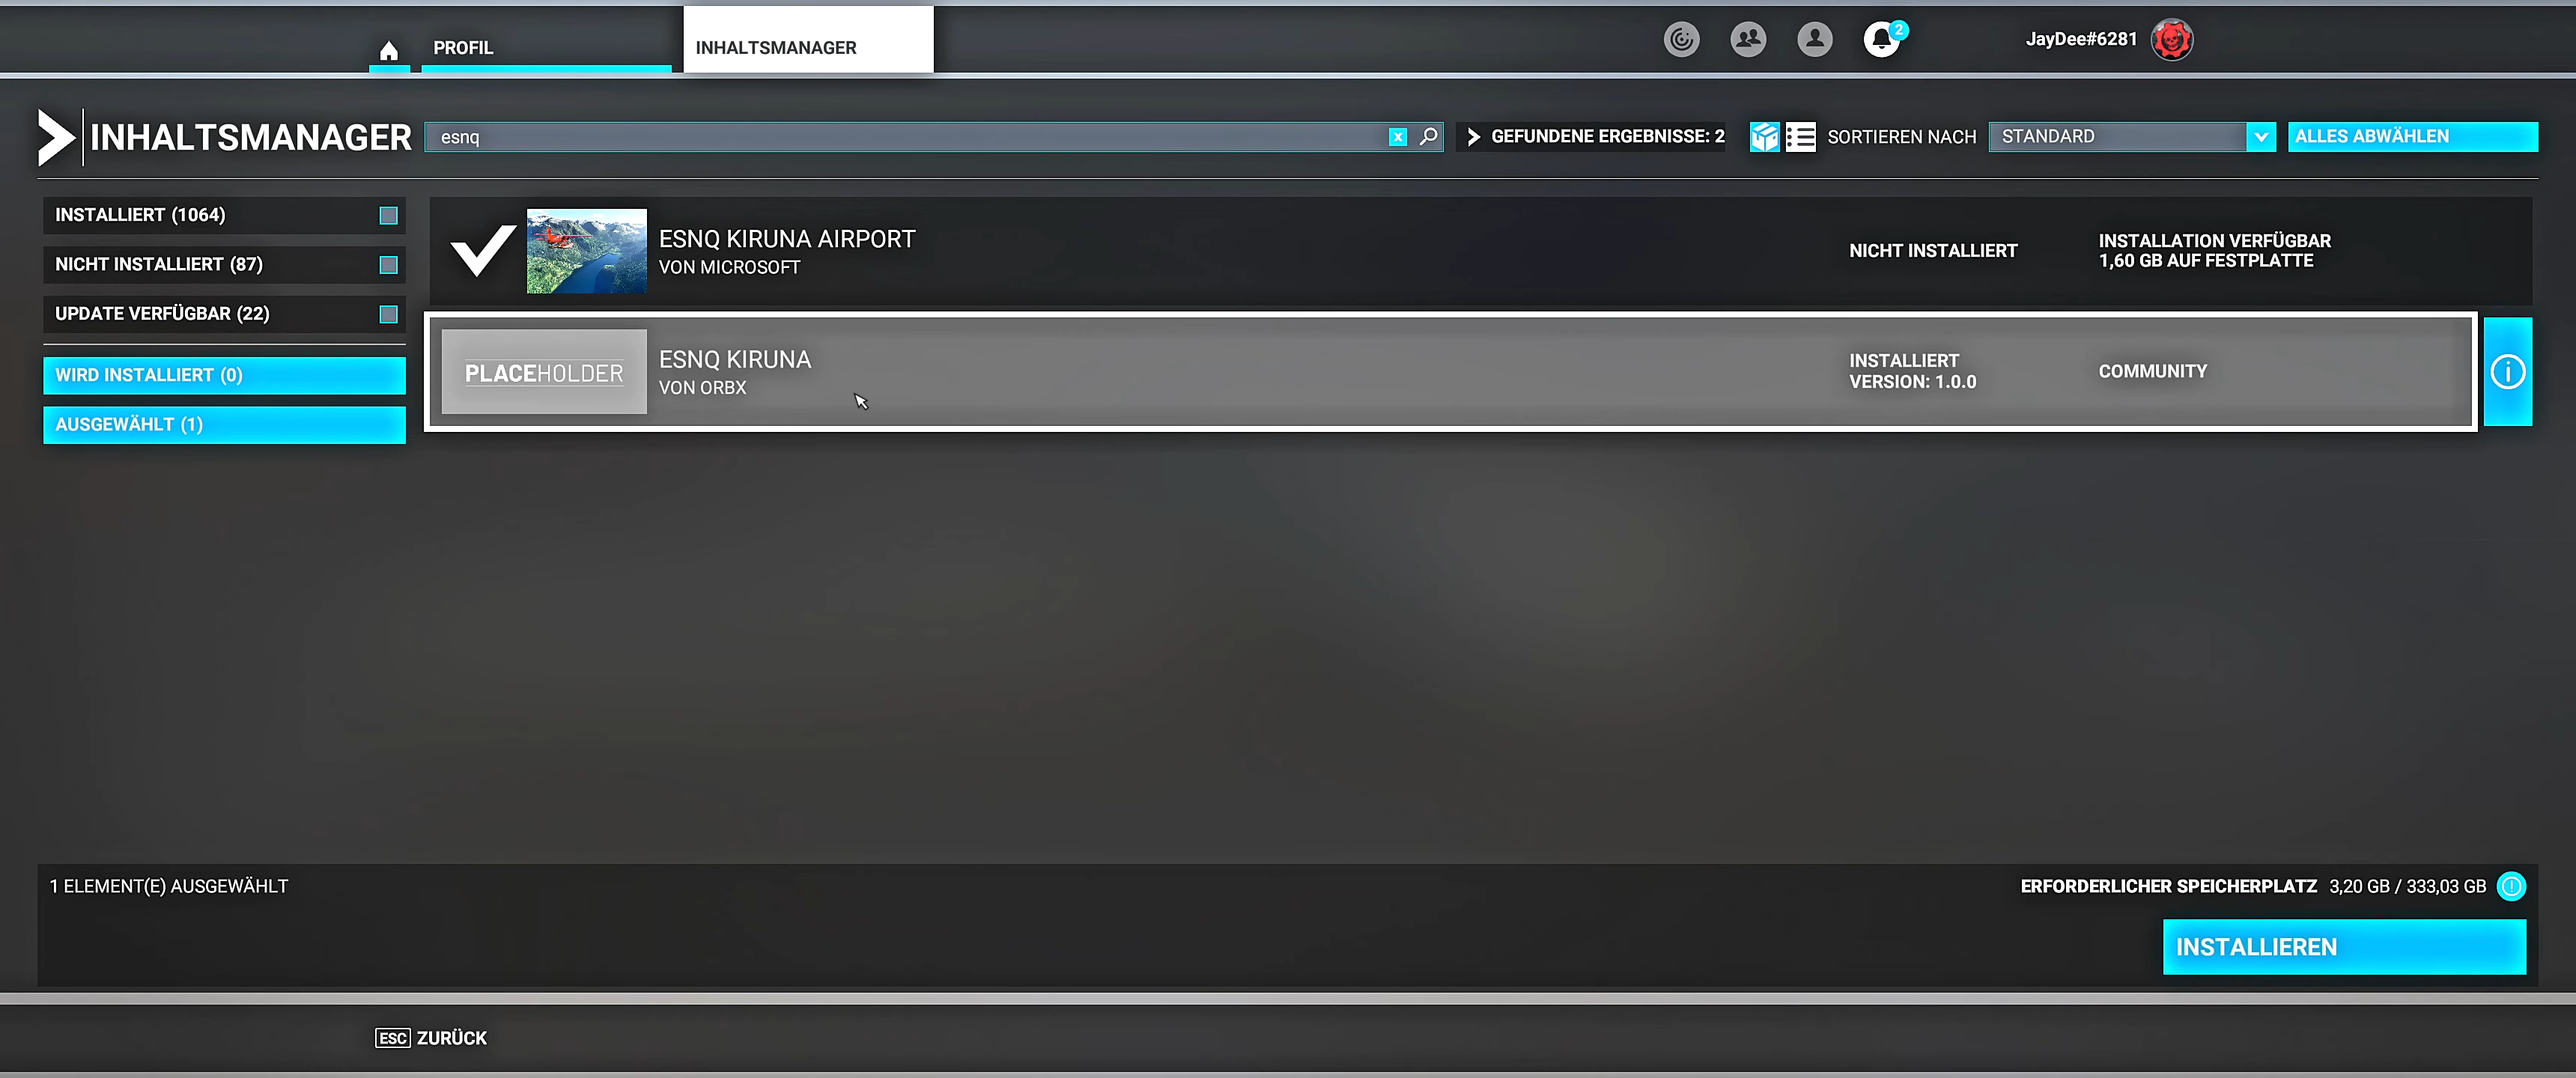 PROFIL
INHALTSMANAGER
2
JayDee#6281
INHALTSMANAGER
esnq
x
GEFUNDENE ERGEBNISSE: 2
SORTIEREN NACH
STANDARD
ALLES ABWÄHLEN
INSTALLIERT (1064)
NICHT INSTALLIERT (87)
UPDATE VERFÜGBAR (22)
WIRD INSTALLIERT (0)
AUSGEWÄHLT (1)
ESNQ KIRUNA AIRPORT
VON MICROSOFT
NICHT INSTALLIERT
INSTALLATION VERFÜGBAR
1,60 GB AUF FESTPLATTE
PLACEHOLDER
ESNQ KIRUNA
VON ORBX
INSTALLIERT
VERSION: 1.0.0
COMMUNITY
1 ELEMENT(E) AUSGEWÄHLT
ERFORDERLICHER SPEICHERPLATZ 3,20 GB / 333,03 GB
INSTALLIEREN
ESC ZURÜCK